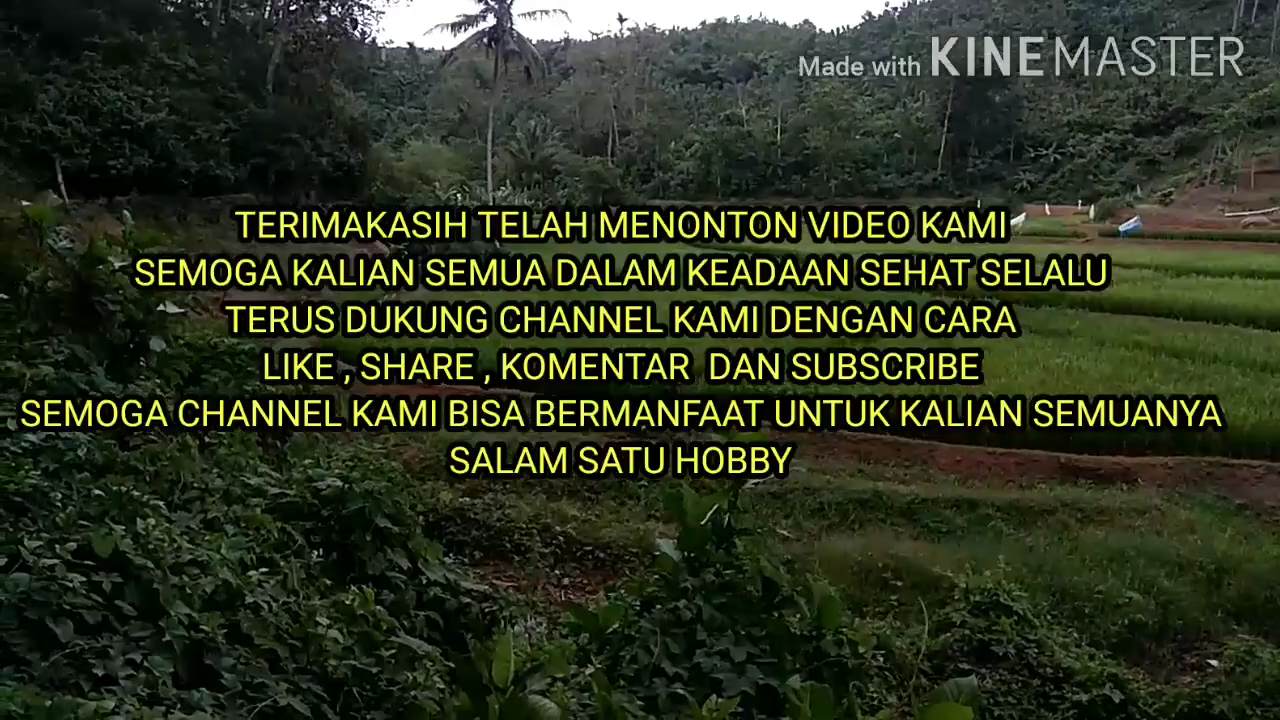 Made with KINEMASTER
TERIMAKASIH TELAH MENONTON VIDEO KAMI
SEMOGA KALIAN SEMUA DALAM KEADAAN SEHAT SELALU
TERUS DUKUNG CHANNEL KAMI DENGAN CARA
LIKE , SHARE , KOMENTAR DAN SUBSCRIBE
SEMOGA CHANNEL KAMI BISA BERMANFAAT UNTUK KALIAN SEMUANYA
SALAM SATU HOBBY